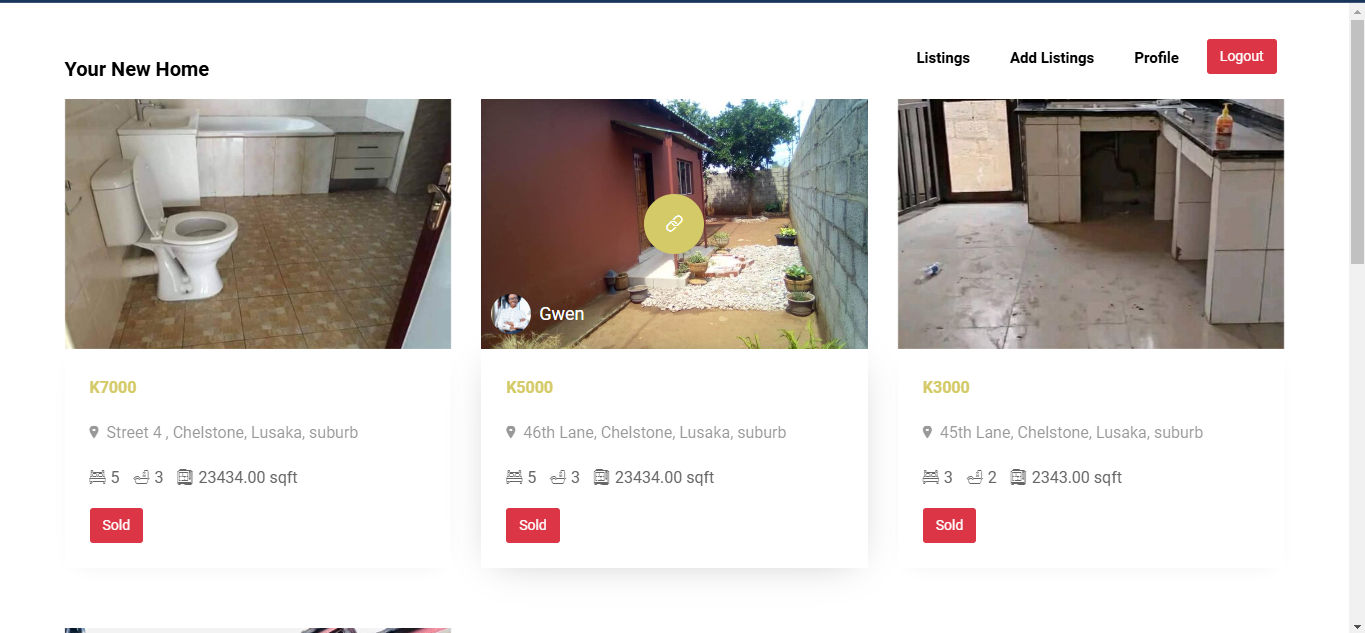 Your New Home
Listings
Add Listings
Profile
Logout
Gwen
K7000
Street 4 , Chelstone, Lusaka, suburb
5 3 23434.00 sqft
Sold
K5000
46th Lane, Chelstone, Lusaka, suburb
5 3 23434.00 sqft
Sold
K3000
45th Lane, Chelstone, Lusaka, suburb
3 2 2343.00 sqft
Sold